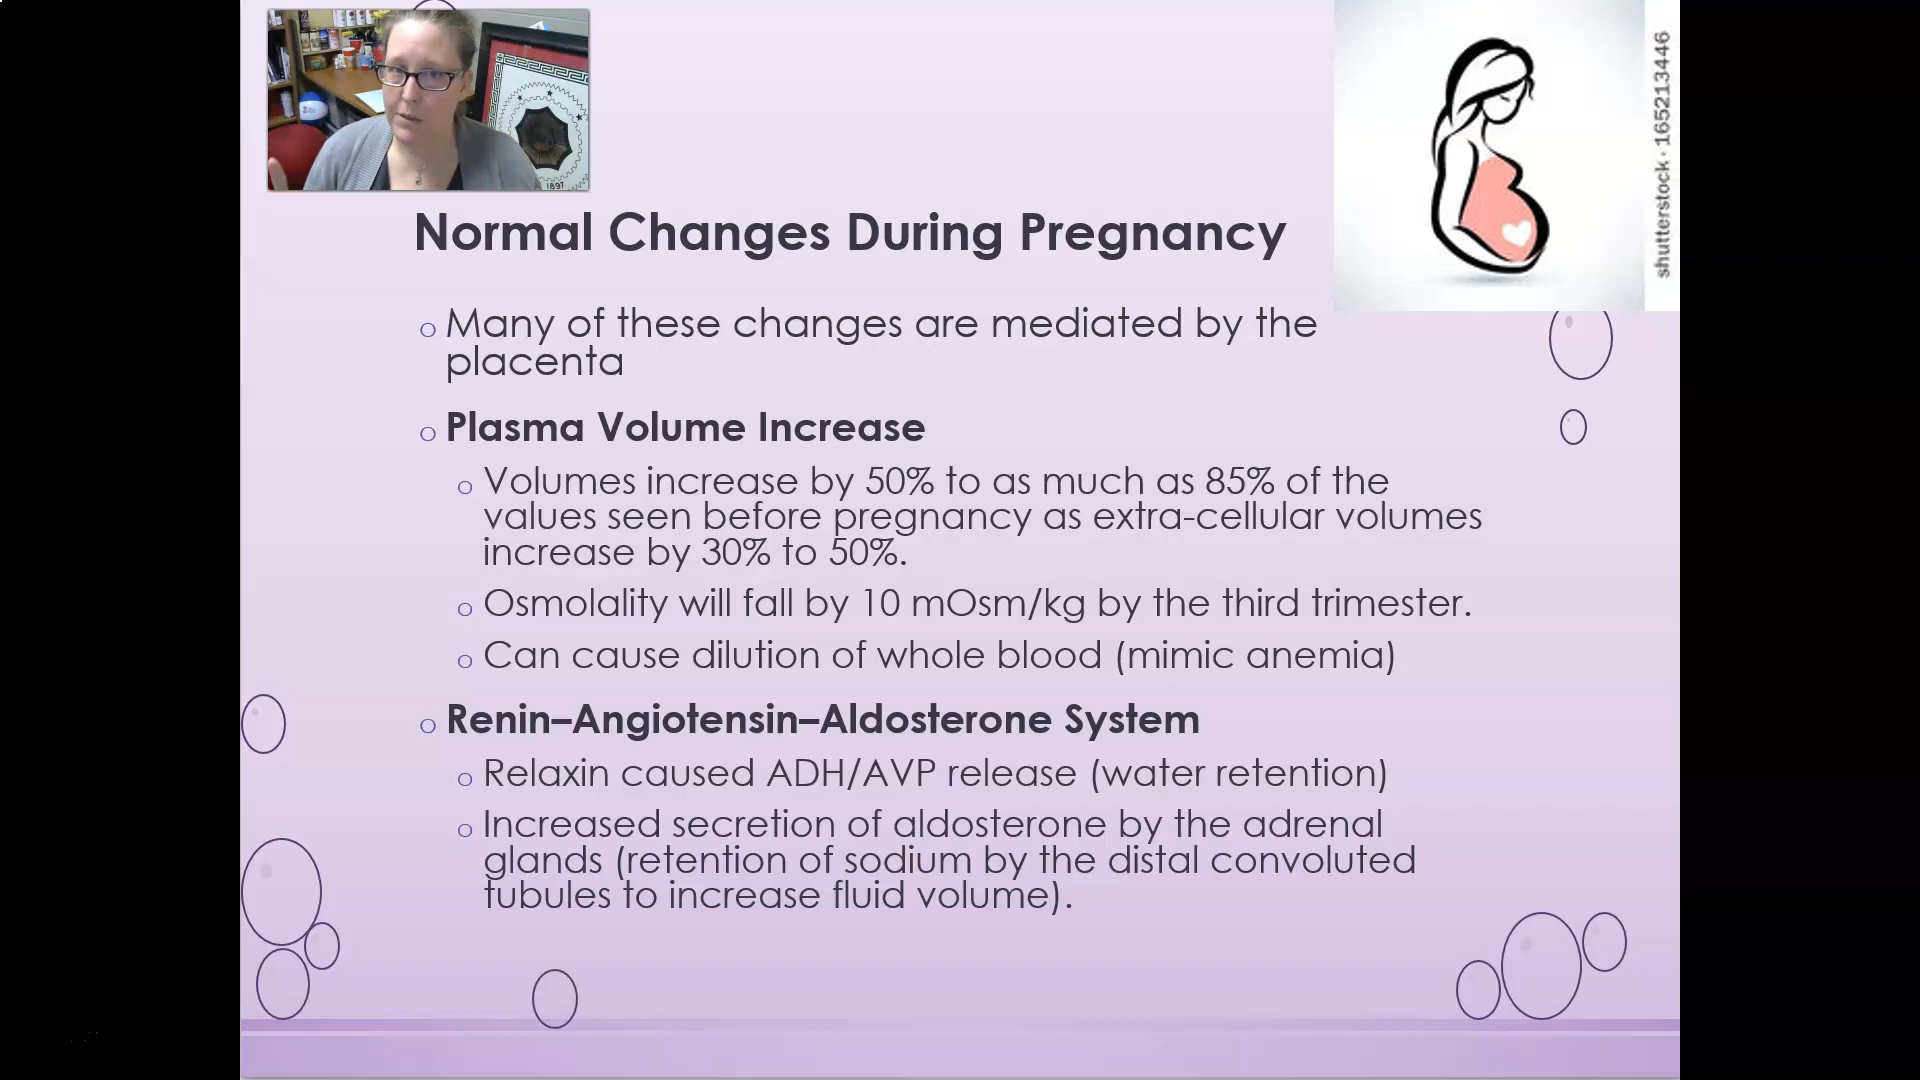 1897
shutterstock · 1652134446
Normal Changes During Pregnancy
Many of these changes are mediated by the
placenta
Plasma Volume Increase
Volumes increase by 50% to as much as 85% of the
values seen before pregnancy as extra-cellular volumes
increase by 30% to 50%.
Osmolality will fall by 10 mOsm/kg by the third trimester.
Can cause dilution of whole blood (mimic anemia)
Renin–Angiotensin–Aldosterone System
Relaxin caused ADH/AVP release (water retention)
Increased secretion of aldosterone by the adrenal
glands (retention of sodium by the distal convoluted
tubules to increase fluid volume).